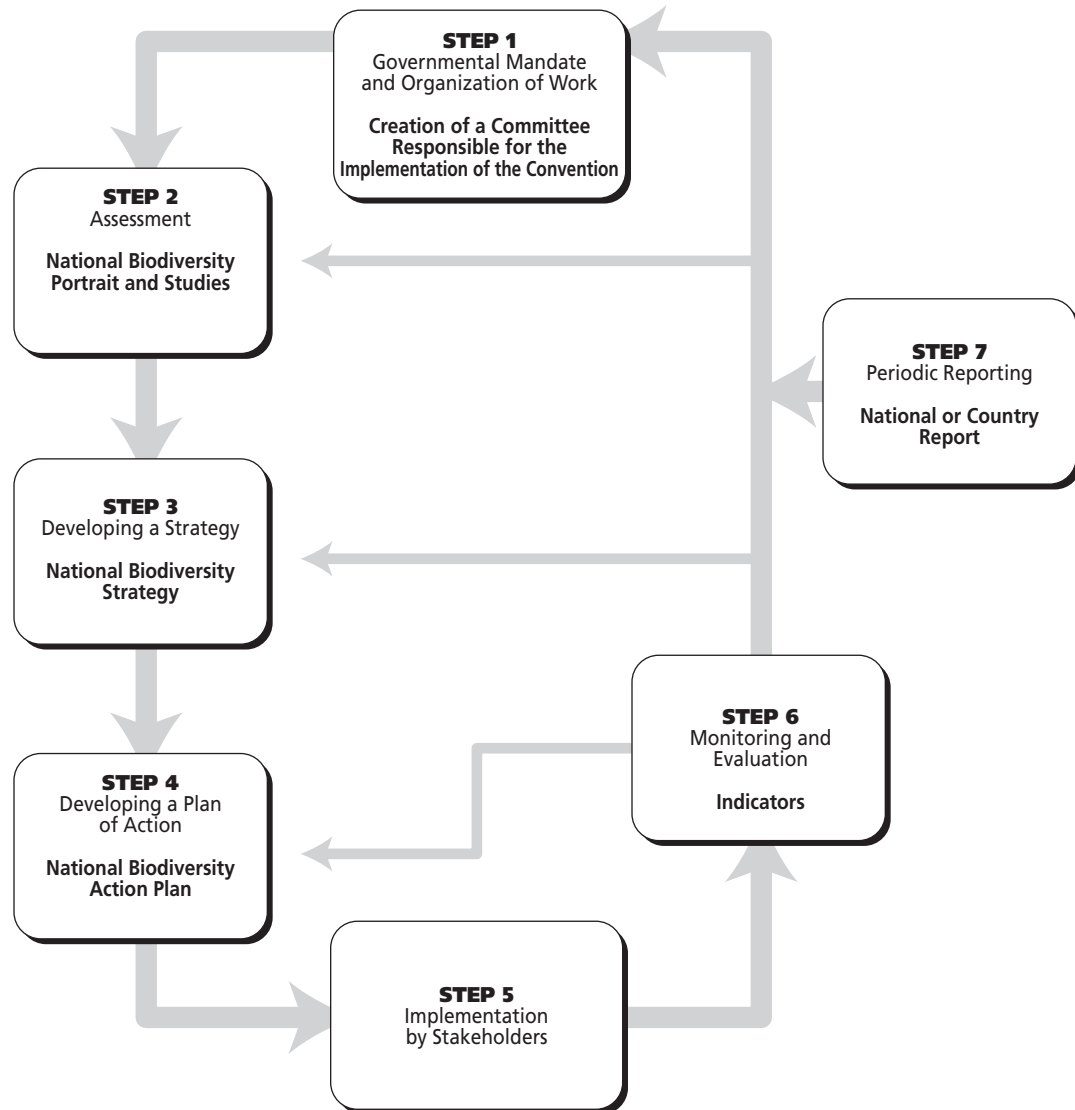 STEP 1
Governmental Mandate
and Organization of Work
Creation of a Committee
Responsible for the
Implementation of the Convention
STEP 2
Assessment
National Biodiversity
Portrait and Studies
STEP 3
Developing a Strategy
National Biodiversity
Strategy
STEP 4
Developing a Plan
of Action
National Biodiversity
Action Plan
STEP 5
Implementation
by Stakeholders
STEP 6
Monitoring and
Evaluation
Indicators
STEP 7
Periodic Reporting
National or Country
Report